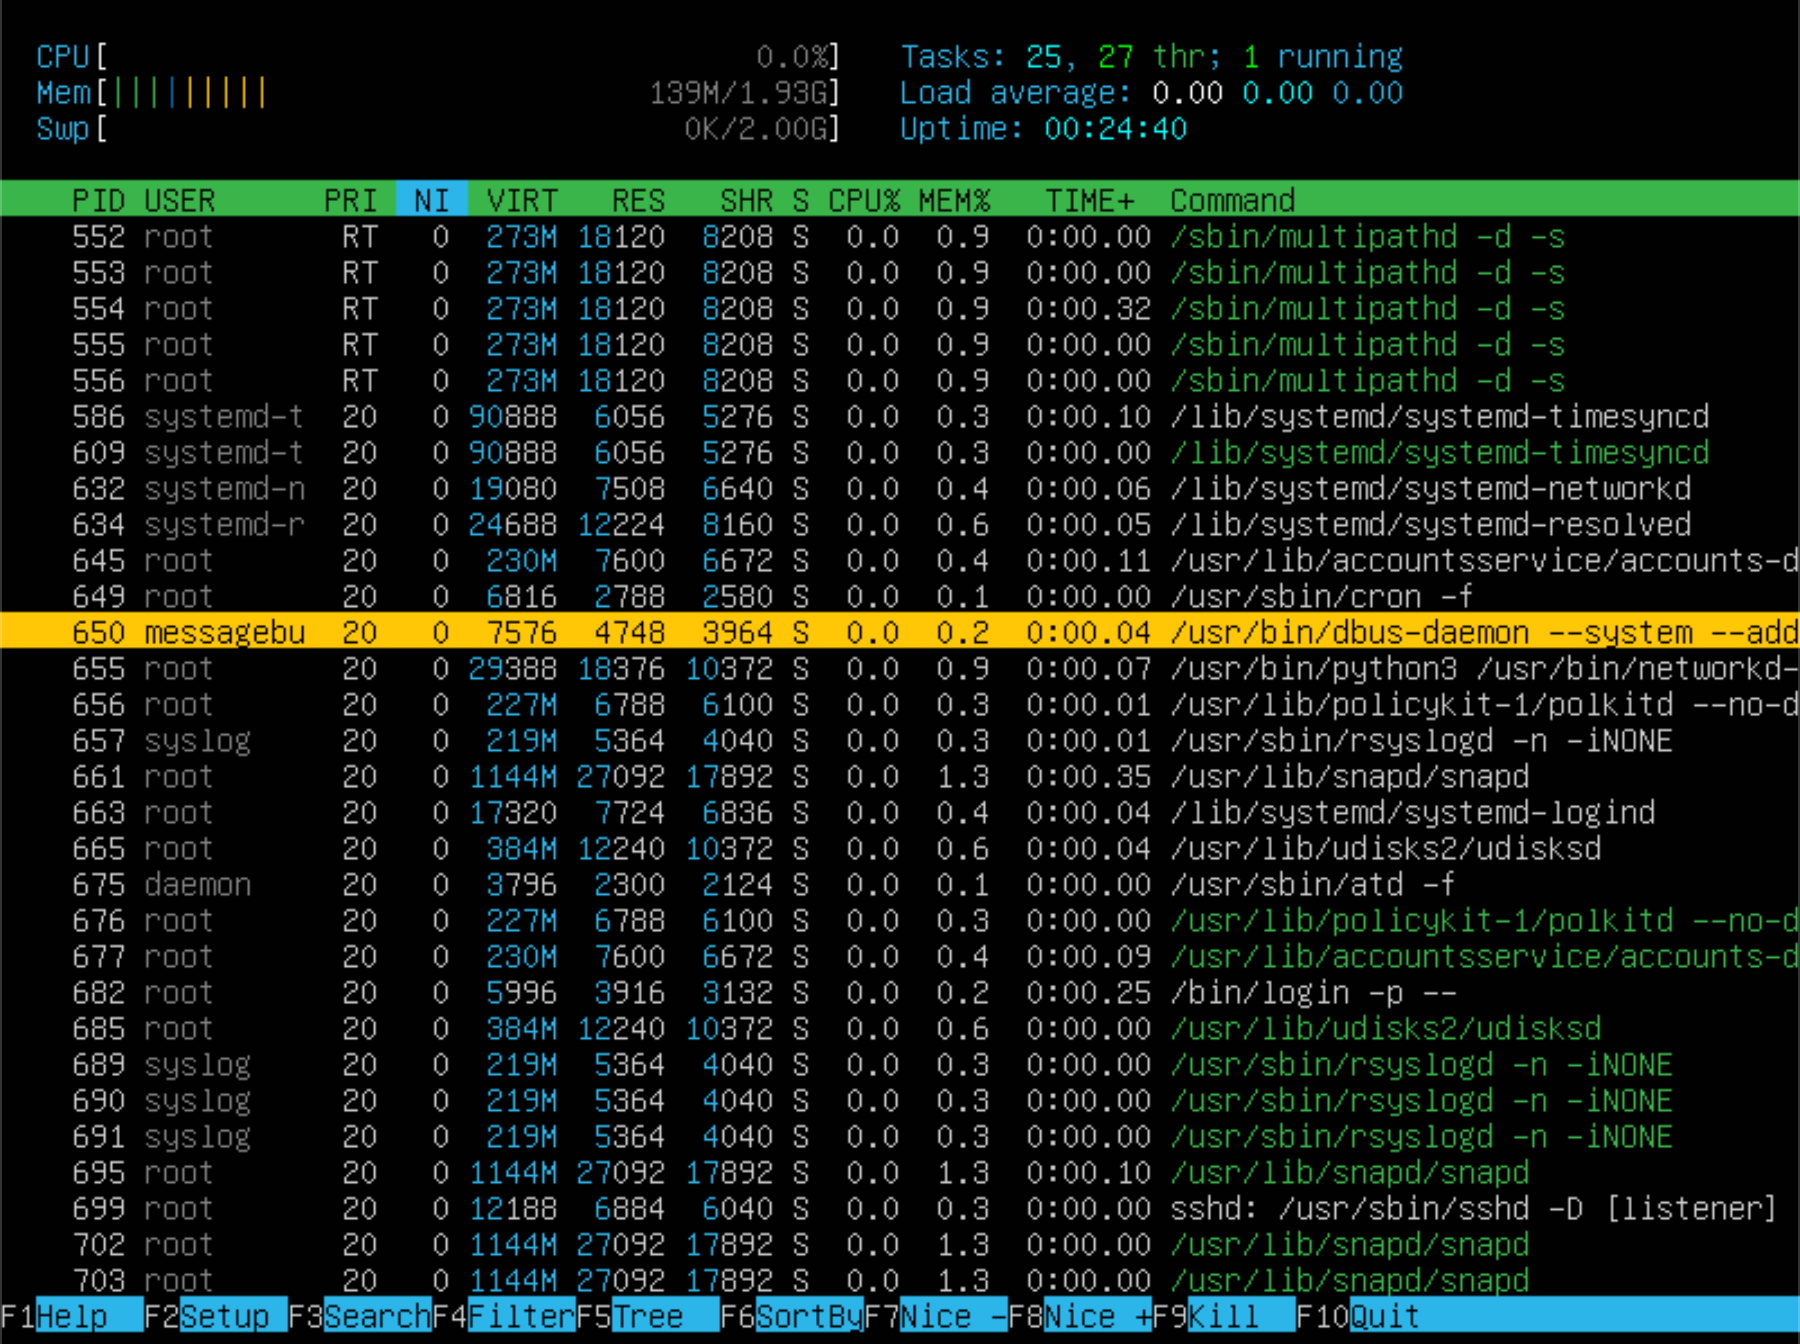 CPU[ 0.0%] Tasks: 25, 27 thr; 1 running
Mem[||||||||| 139M/1.93G] Load average: 0.00 0.00 0.00
Swp[ 0K/2.00G] Uptime: 00:24:40
PID USER PRI NI VIRT RES SHR S CPU% MEM% TIME+ Command
552 root RT 0 273M 18120 8208 S 0.0 0.9 0:00.00 /sbin/multipathd -d -s
553 root RT 0 273M 18120 8208 S 0.0 0.9 0:00.00 /sbin/multipathd -d -s
554 root RT 0 273M 18120 8208 S 0.0 0.9 0:00.32 /sbin/multipathd -d -s
555 root RT 0 273M 18120 8208 S 0.0 0.9 0:00.00 /sbin/multipathd -d -s
556 root RT 0 273M 18120 8208 S 0.0 0.9 0:00.00 /sbin/multipathd -d -s
586 systemd-t 20 0 90888 6056 5276 S 0.0 0.3 0:00.10 /lib/systemd/systemd-timesyncd
609 systemd-t 20 0 90888 6056 5276 S 0.0 0.3 0:00.00 /lib/systemd/systemd-timesyncd
632 systemd-n 20 0 19080 7508 6640 S 0.0 0.4 0:00.06 /lib/systemd/systemd-networkd
634 systemd-r 20 0 24688 12224 8160 S 0.0 0.6 0:00.05 /lib/systemd/systemd-resolved
645 root 20 0 230M 7600 6672 S 0.0 0.4 0:00.11 /usr/lib/accountsservice/accounts-d
649 root 20 0 6816 2788 2580 S 0.0 0.1 0:00.00 /usr/sbin/cron -f
650 messagebu 20 0 7576 4748 3964 S 0.0 0.2 0:00.04 /usr/bin/dbus-daemon --system --add
655 root 20 0 29388 18376 10372 S 0.0 0.9 0:00.07 /usr/bin/python3 /usr/bin/networkd-
656 root 20 0 227M 6788 6100 S 0.0 0.3 0:00.01 /usr/lib/policykit-1/polkitd --no-d
657 syslog 20 0 219M 5364 4040 S 0.0 0.3 0:00.01 /usr/sbin/rsyslogd -n -iNONE
661 root 20 0 1144M 27092 17892 S 0.0 1.3 0:00.35 /usr/lib/snapd/snapd
663 root 20 0 17320 7724 6836 S 0.0 0.4 0:00.04 /lib/systemd/systemd-logind
665 root 20 0 384M 12240 10372 S 0.0 0.6 0:00.04 /usr/lib/udisks2/udisksd
675 daemon 20 0 3796 2300 2124 S 0.0 0.1 0:00.00 /usr/sbin/atd -f
676 root 20 0 227M 6788 6100 S 0.0 0.3 0:00.00 /usr/lib/policykit-1/polkitd --no-d
677 root 20 0 230M 7600 6672 S 0.0 0.4 0:00.09 /usr/lib/accountsservice/accounts-d
682 root 20 0 5996 3916 3132 S 0.0 0.2 0:00.25 /bin/login -p --
685 root 20 0 384M 12240 10372 S 0.0 0.6 0:00.00 /usr/lib/udisks2/udisksd
689 syslog 20 0 219M 5364 4040 S 0.0 0.3 0:00.00 /usr/sbin/rsyslogd -n -iNONE
690 syslog 20 0 219M 5364 4040 S 0.0 0.3 0:00.00 /usr/sbin/rsyslogd -n -iNONE
691 syslog 20 0 219M 5364 4040 S 0.0 0.3 0:00.00 /usr/sbin/rsyslogd -n -iNONE
695 root 20 0 1144M 27092 17892 S 0.0 1.3 0:00.10 /usr/lib/snapd/snapd
699 root 20 0 12188 6884 6040 S 0.0 0.3 0:00.00 sshd: /usr/sbin/sshd -D [listener]
702 root 20 0 1144M 27092 17892 S 0.0 1.3 0:00.00 /usr/lib/snapd/snapd
703 root 20 0 1144M 27092 17892 S 0.0 1.3 0:00.00 /usr/lib/snapd/snapd
F1Help F2Setup F3SearchF4FilterF5Tree F6SortByF7Nice -F8Nice +F9Kill F10Quit